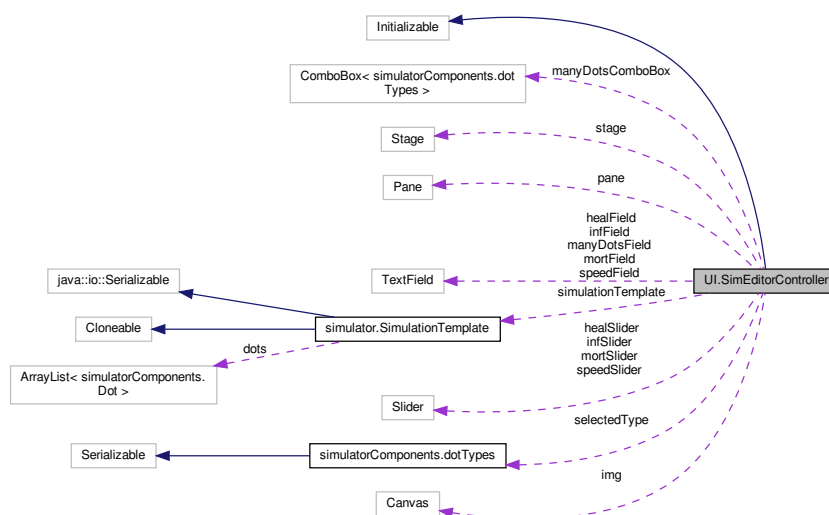 Initializable
ComboBox< simulatorComponents.dot
Types >
manyDotsComboBox
Stage
stage
Pane
pane
healField
infField
manyDotsField
mortField
speedField
TextField
UI.SimEditorController
java::io::Serializable
simulationTemplate
Cloneable
simulator.SimulationTemplate
dots
ArrayList< simulatorComponents.
Dot >
healSlider
infSlider
mortSlider
speedSlider
Slider
selectedType
Serializable
simulatorComponents.dotTypes
img
Canvas